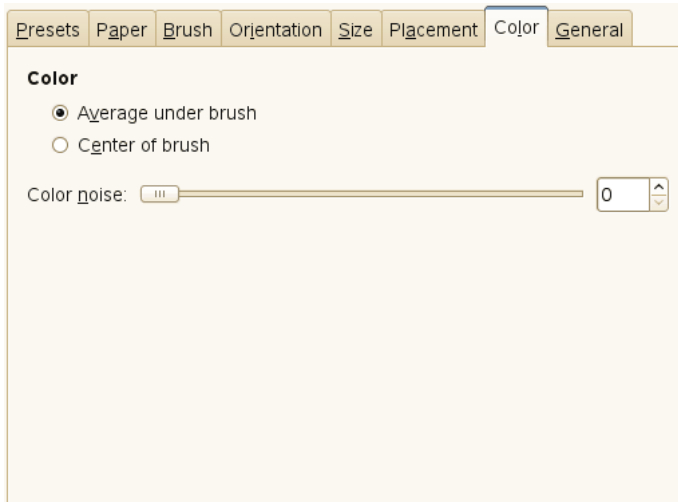 Presets Paper Brush Orientation Size Placement Color General
Color
Average under brush
Center of brush
Color noise: 0